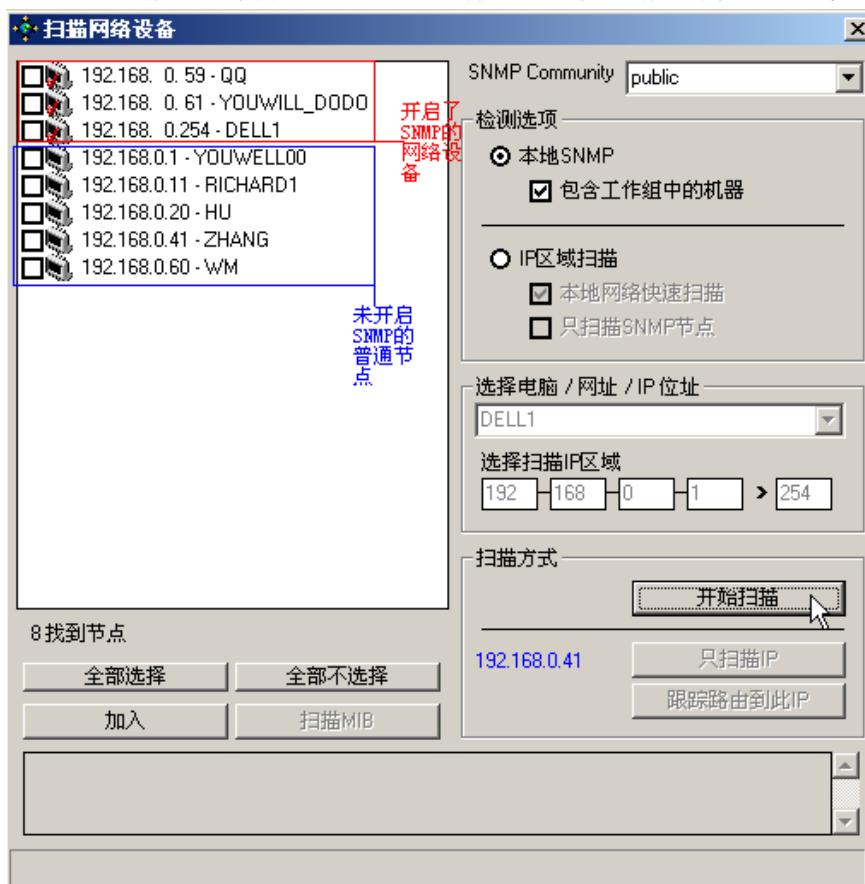 扫描网络设备
192.168. 0. 59 - QQ
192.168. 0. 61 - YOUWILL_DODO
192.168. 0.254 - DELL1
192.168.0.1 - YOUWELL00
192.168.0.11 - RICHARD1
192.168.0.20 - HU
192.168.0.41 - ZHANG
192.168.0.60 - WM
开启了
SNMP的
网络设
备
未开启
SNMP的
普通节
点
8找到节点
全部选择
全部不选择
加入
扫描MIB
SNMP Community
public
检测选项
本地SNMP
包含工作组中的机器
IP区域扫描
本地网络快速扫描
只扫描SNMP节点
选择电脑 / 网址 / IP 位址
DELL1
选择扫描IP区域
192 168 0 1 > 254
扫描方式
开始扫描
192.168.0.41
只扫描IP
跟踪路由到此IP